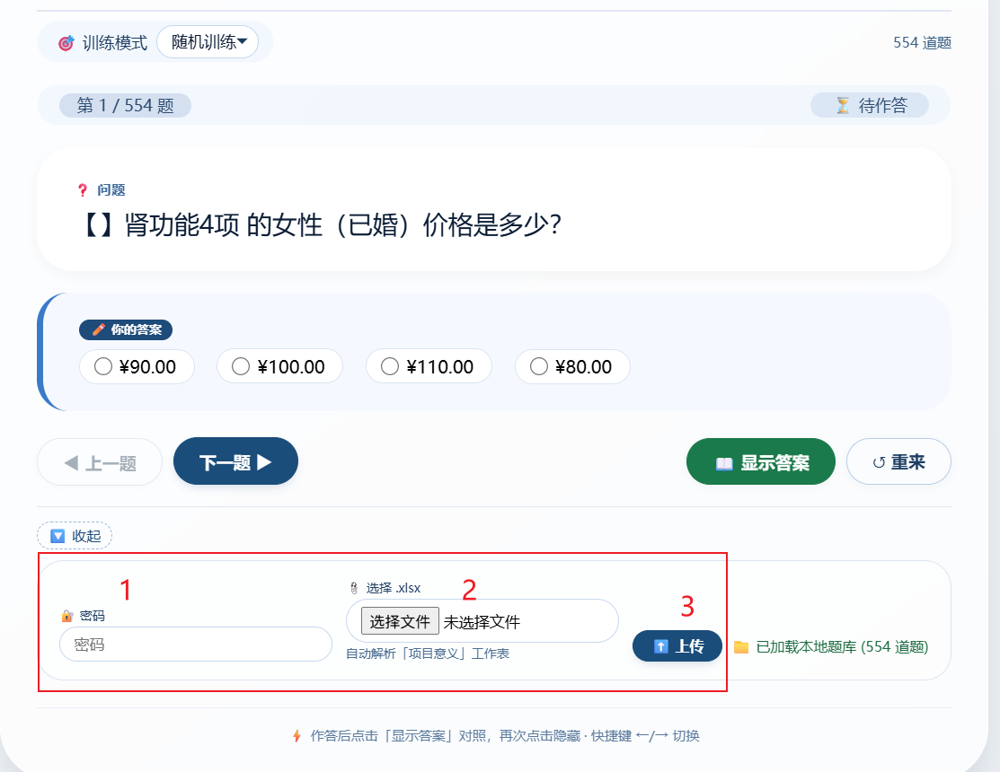 🎯 训练模式 随机训练 554 道题
第 1 / 554 题 ⏳ 待作答
❓ 问题
【】肾功能4项 的女性（已婚）价格是多少？
你的答案
¥90.00 ¥100.00 ¥110.00 ¥80.00
◀ 上一题 下一题 ▶ 📖 显示答案 ↺ 重来
🔽 收起
1 2 3
选择 .xlsx
🔐 密码
选择文件 未选择文件
密码
⬆ 上传 📁 已加载本地题库 (554 道题)
自动解析「项目意义」工作表
⚡ 作答后点击「显示答案」对照，再次点击隐藏 · 快捷键 ←/→ 切换